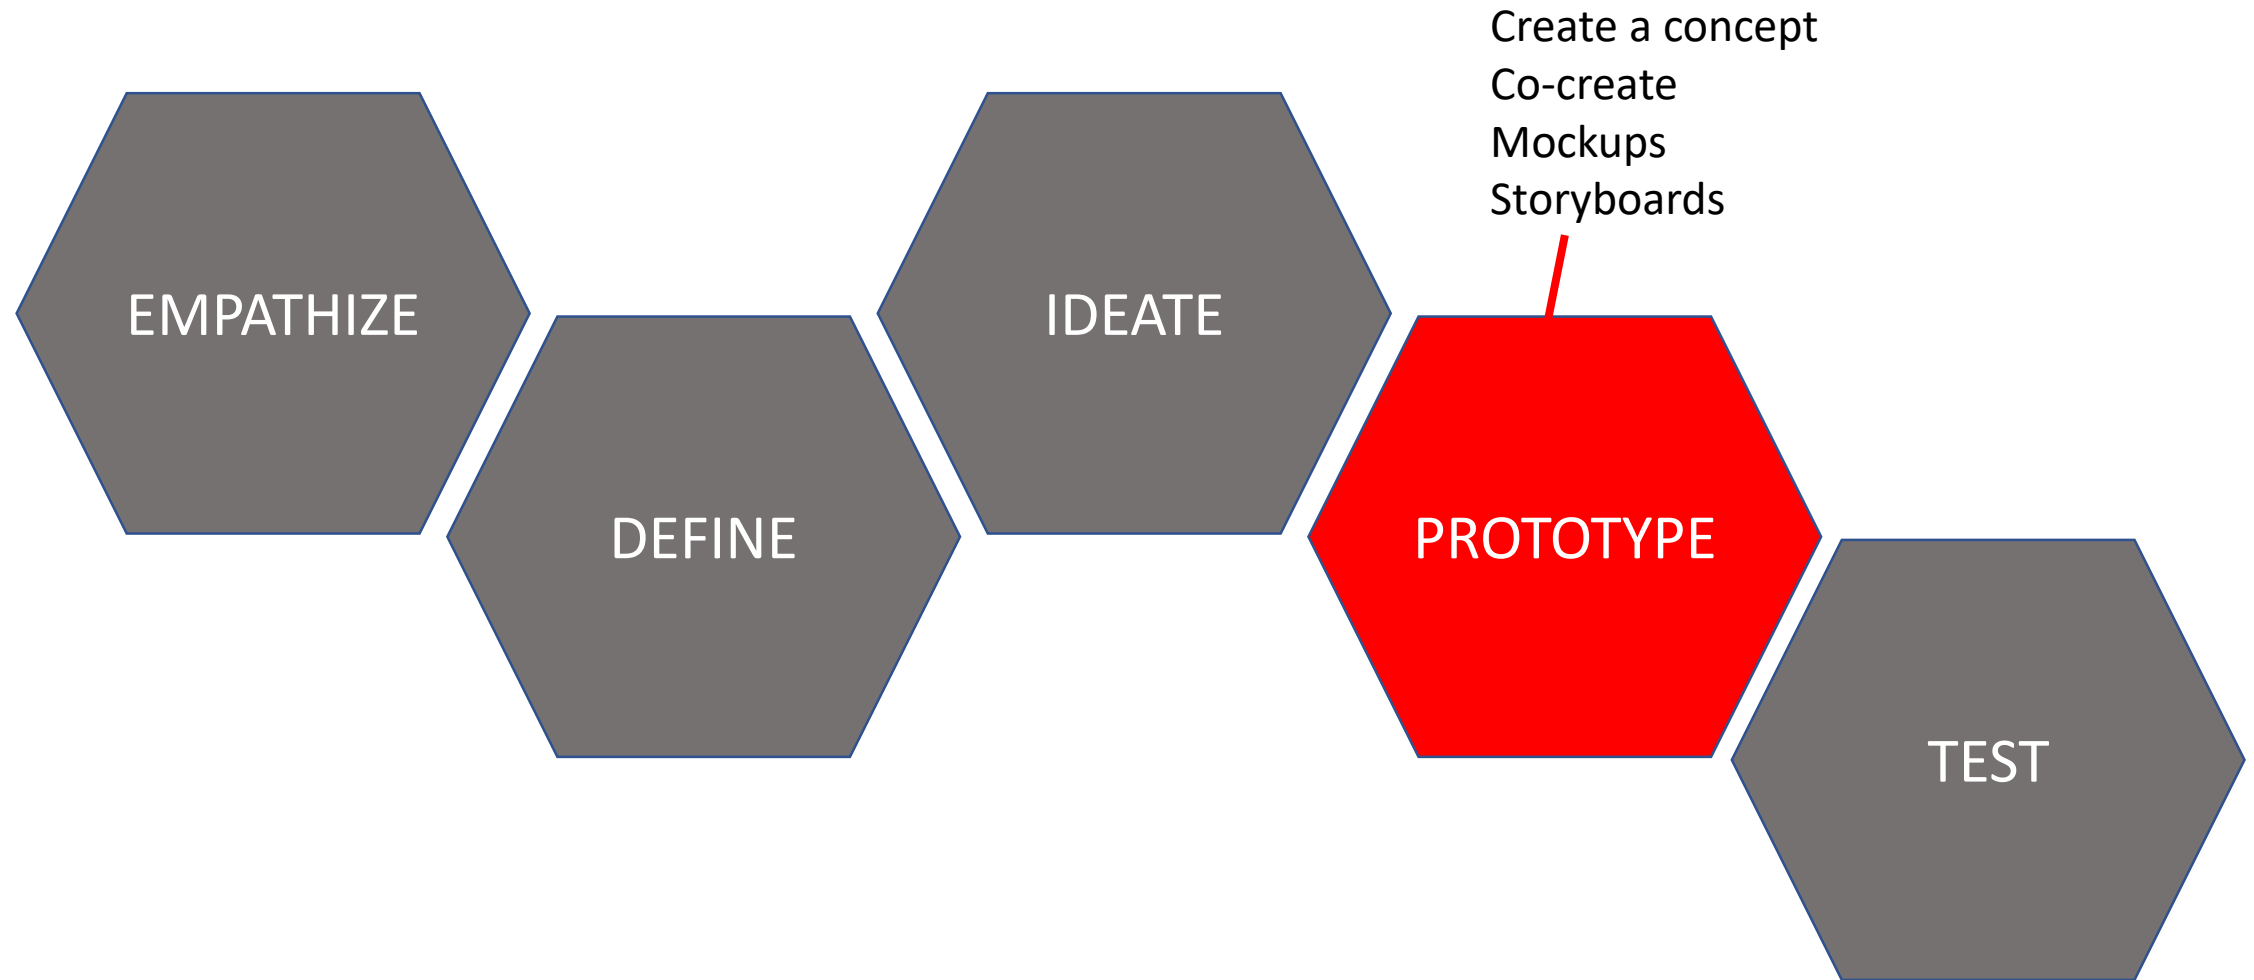 Create a concept
Co-create
Mockups
Storyboards
EMPATHIZE
DEFINE
IDEATE
PROTOTYPE
TEST